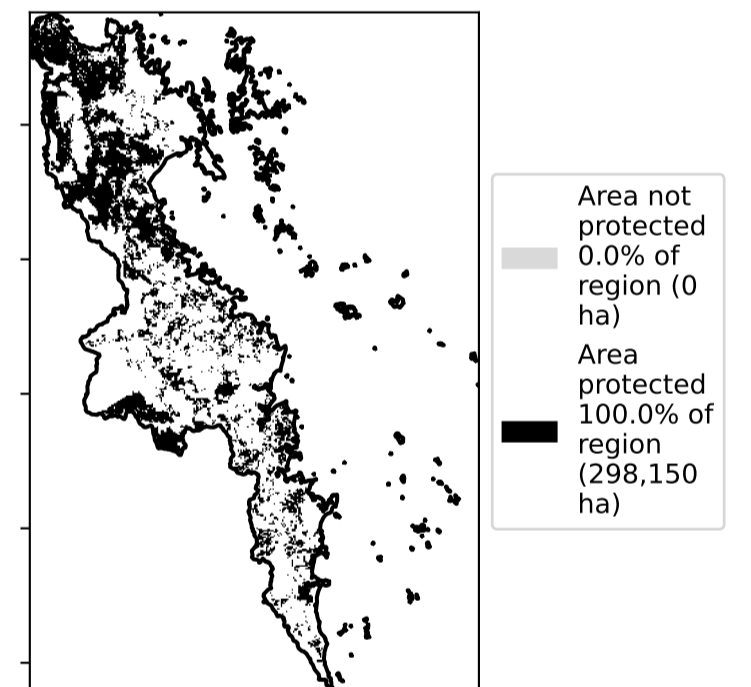 Area not
protected
0.0% of
region (0
ha)
Area
protected
100.0% of
region
(298,150
ha)